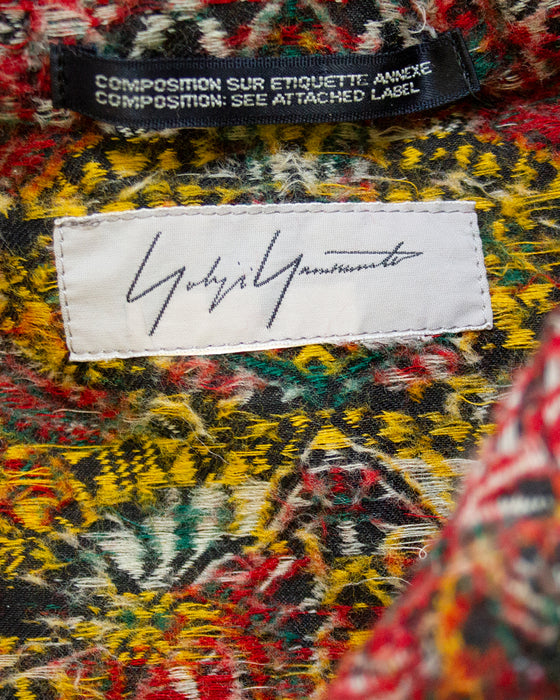 COMPOSITION SUR ETIQUETTE ANNEXE
COMPOSITION: SEE ATTACHED LABEL
Yohji Yamamoto